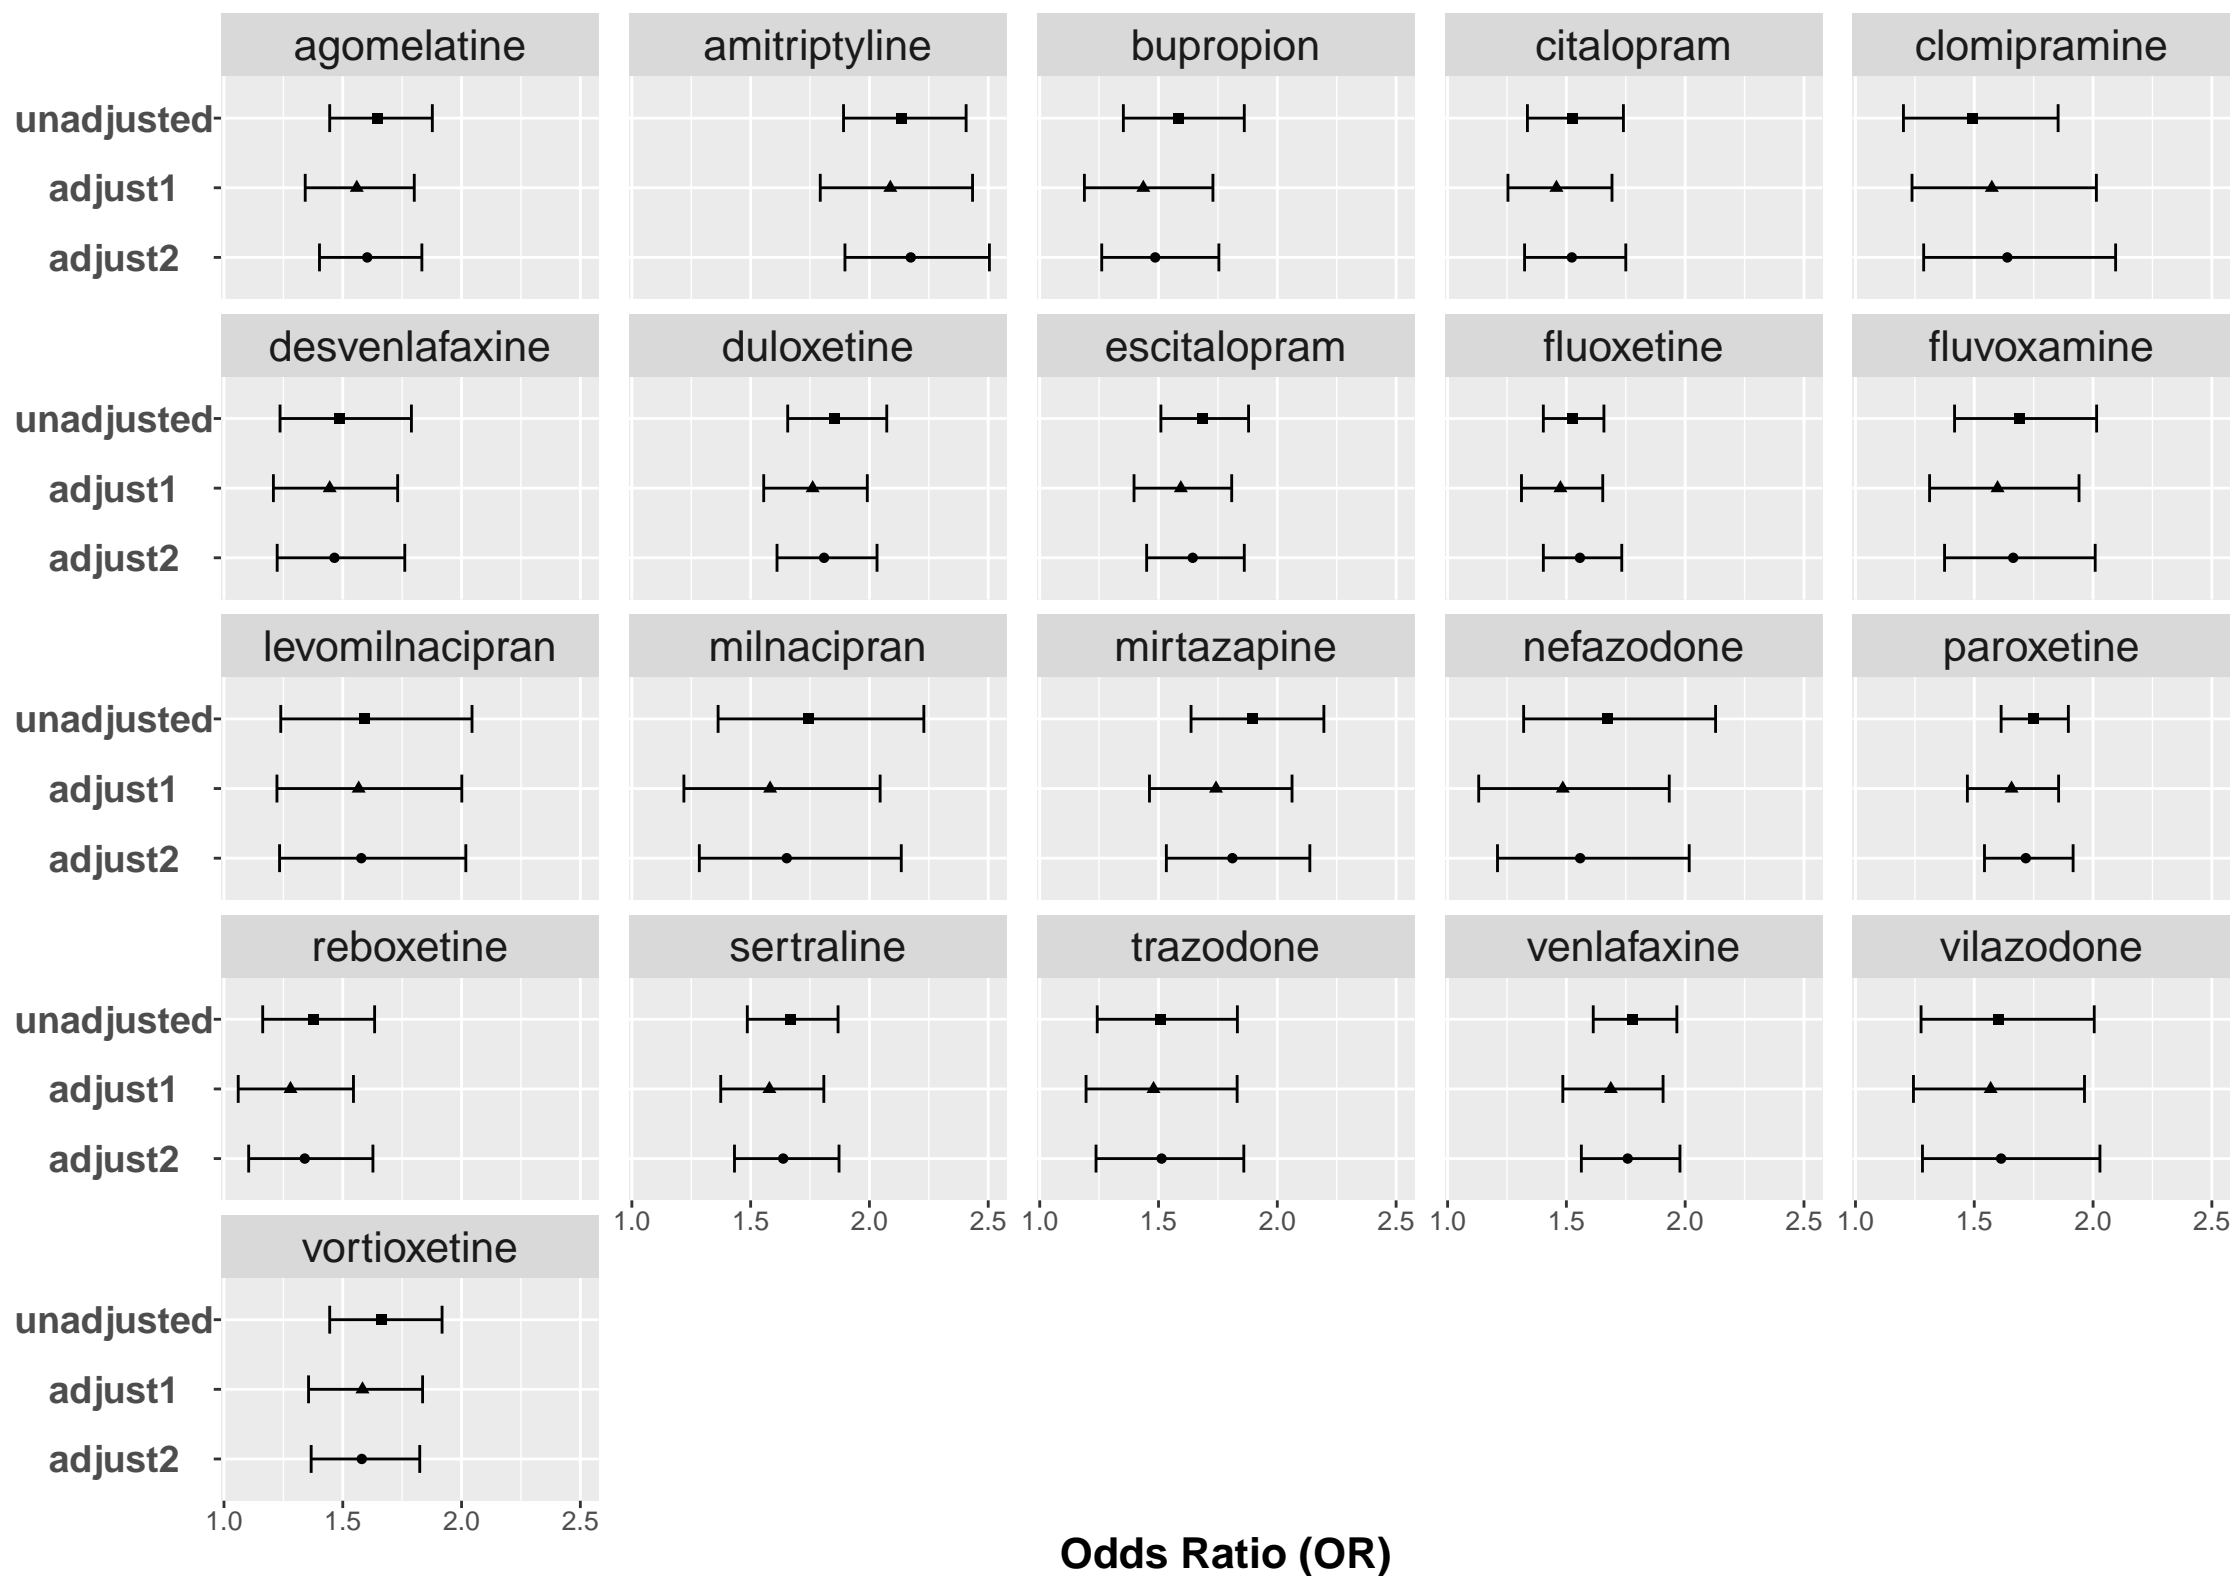 agomelatine amitriptyline bupropion citalopram clomipramine
unadjusted
adjust1
adjust2
desvenlafaxine duloxetine escitalopram fluoxetine fluvoxamine
unadjusted
adjust1
adjust2
levomilnacipran milnacipran mirtazapine nefazodone paroxetine
unadjusted
adjust1
adjust2
reboxetine sertraline trazodone venlafaxine vilazodone
unadjusted
adjust1
adjust2
1.0 1.5 2.0 2.5 1.0 1.5 2.0 2.5 1.0 1.5 2.0 2.5 1.0 1.5 2.0 2.5
vortioxetine
unadjusted
adjust1
adjust2
1.0 1.5 2.0 2.5
Odds Ratio (OR)